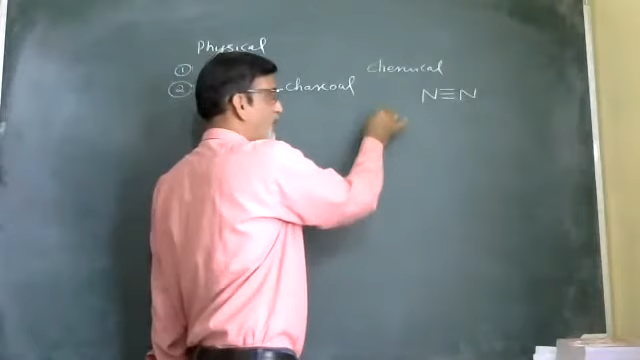 Physical
①
② charcoal
Chemical
N≡N